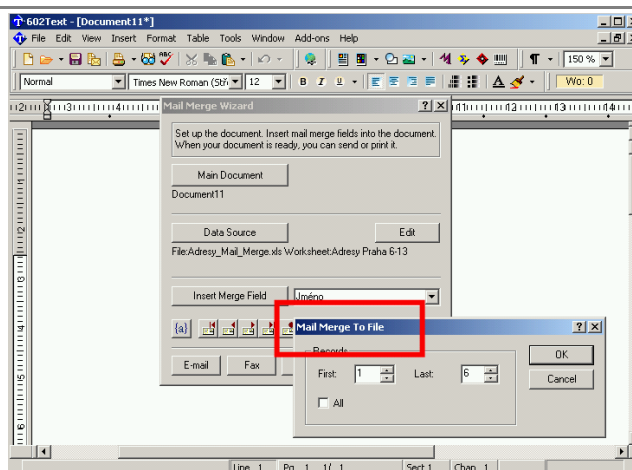 602Text - [Document11*]
File Edit View Insert Format Table Tools Window Add-ons Help
150 %
Normal Times New Roman (Stř 12 B I U Wo: 0
Mail Merge Wizard
Set up the document. Insert mail merge fields into the document.
When your document is ready, you can send or print it.
Main Document
Document11
Data Source Edit
File:Adresy_Mail_Merge.xls Worksheet:Adresy Praha 6-13
Insert Merge Field Jméno
{a}
E-mail Fax
Mail Merge To File
Records
First: 1 Last: 6
All
OK
Cancel
Line 1 Pg 1 1/ 1 Sect 1 Chap 1